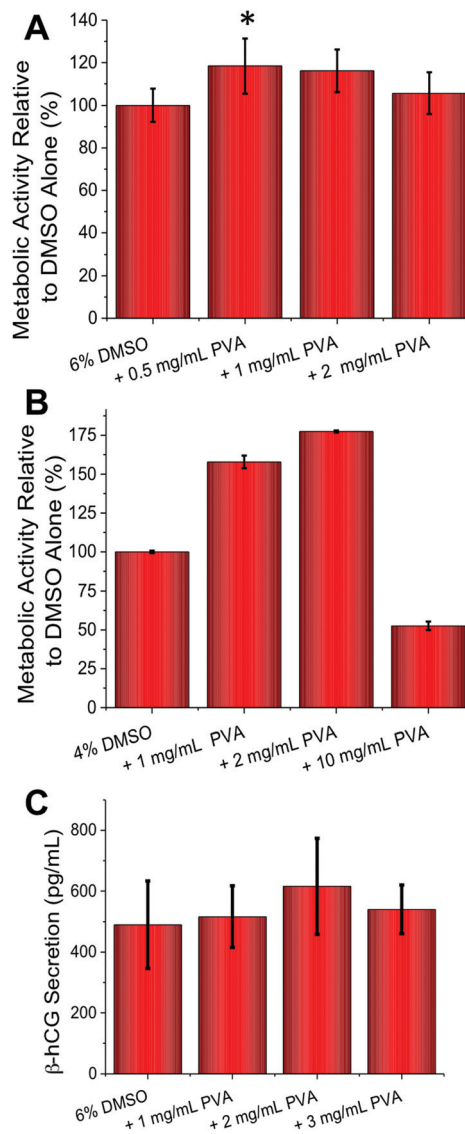 A
*
Metabolic Activity Relative
to DMSO Alone (%)
140
120
100
80
60
40
20
0
6% DMSO
+ 0.5 mg/mL PVA
+ 1 mg/mL PVA
+ 2 mg/mL PVA
B
Metabolic Activity Relative
to DMSO Alone (%)
175
150
125
100
75
50
25
0
4% DMSO
+ 1 mg/mL PVA
+ 2 mg/mL PVA
+ 10 mg/mL PVA
C
β-hCG Secretion (pg/mL)
800
600
400
200
0
6% DMSO
+ 1 mg/mL PVA
+ 2 mg/mL PVA
+ 3 mg/mL PVA